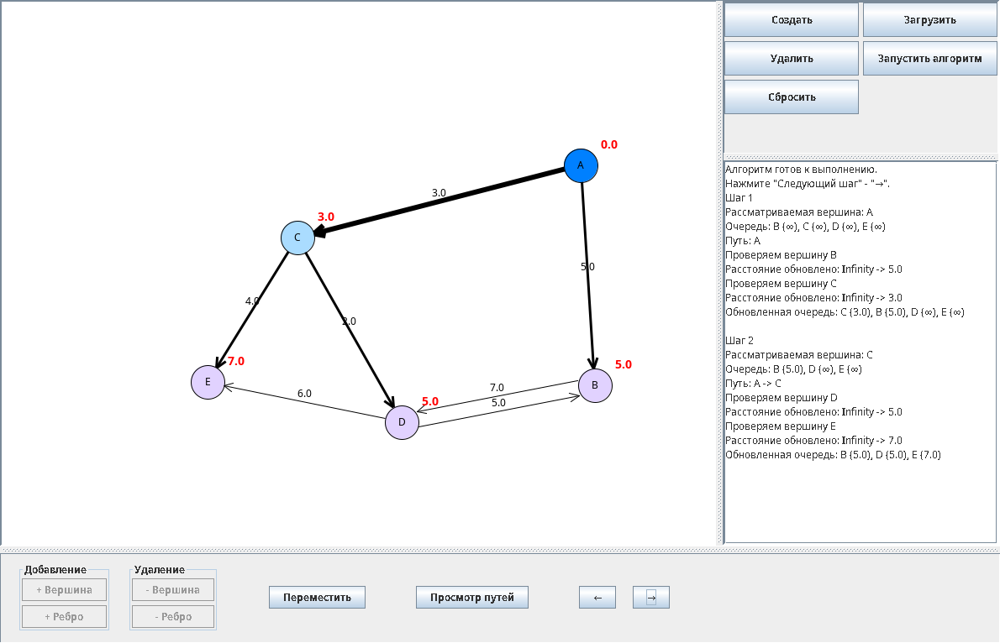 Создать
Загрузить
Удалить
Запустить алгоритм
Сбросить
0.0
A
3.0
3.0
C
5.0
4.0
2.0
7.0
E
5.0
B
7.0
6.0
5.0
5.0
D
Алгоритм готов к выполнению.
Нажмите "Следующий шаг" - "→".
Шаг 1
Рассматриваемая вершина: A
Очередь: B (∞), C (∞), D (∞), E (∞)
Путь: A
Проверяем вершину B
Расстояние обновлено: Infinity -> 5.0
Проверяем вершину C
Расстояние обновлено: Infinity -> 3.0
Обновленная очередь: C (3.0), B (5.0), D (∞), E (∞)
Шаг 2
Рассматриваемая вершина: C
Очередь: B (5.0), D (∞), E (∞)
Путь: A -> C
Проверяем вершину D
Расстояние обновлено: Infinity -> 5.0
Проверяем вершину E
Расстояние обновлено: Infinity -> 7.0
Обновленная очередь: B (5.0), D (5.0), E (7.0)
Добавление
+ Вершина
+ Ребро
Удаление
- Вершина
- Ребро
Переместить
Просмотр путей
←
→